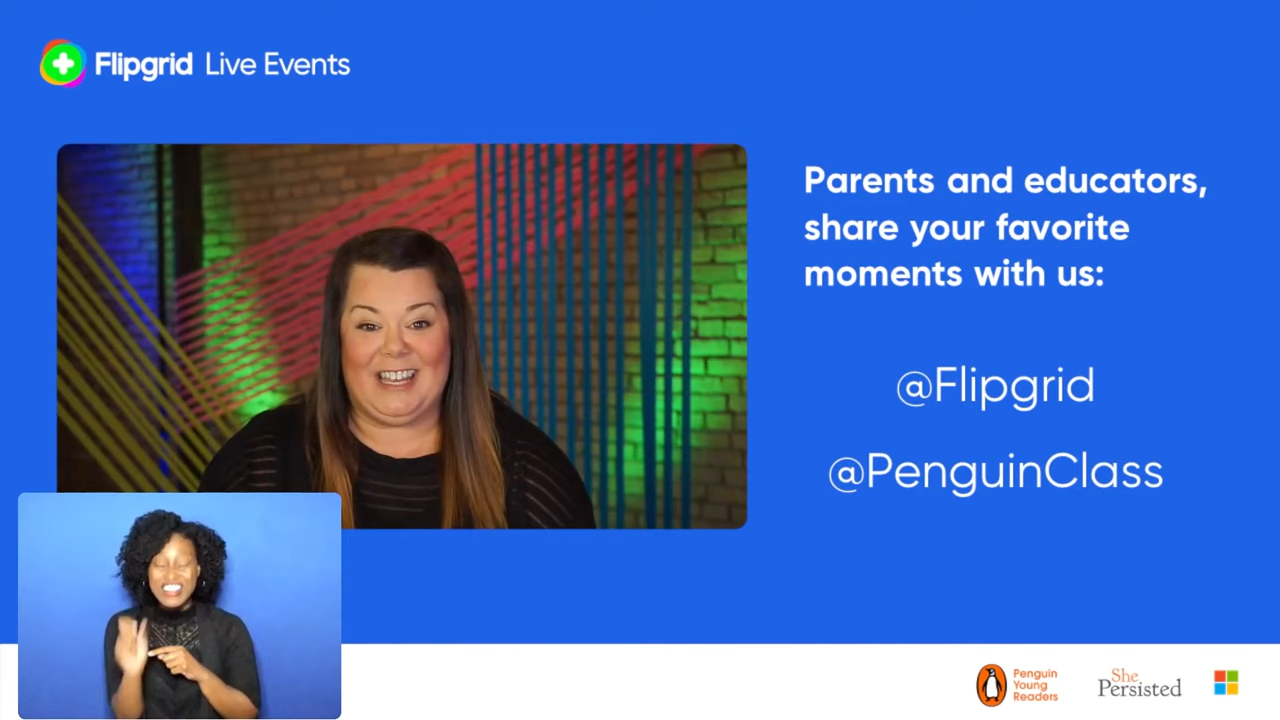 Flipgrid Live Events
Parents and educators,
share your favorite
moments with us:
@Flipgrid
@PenguinClass
Penguin
Young
Readers
She
Persisted